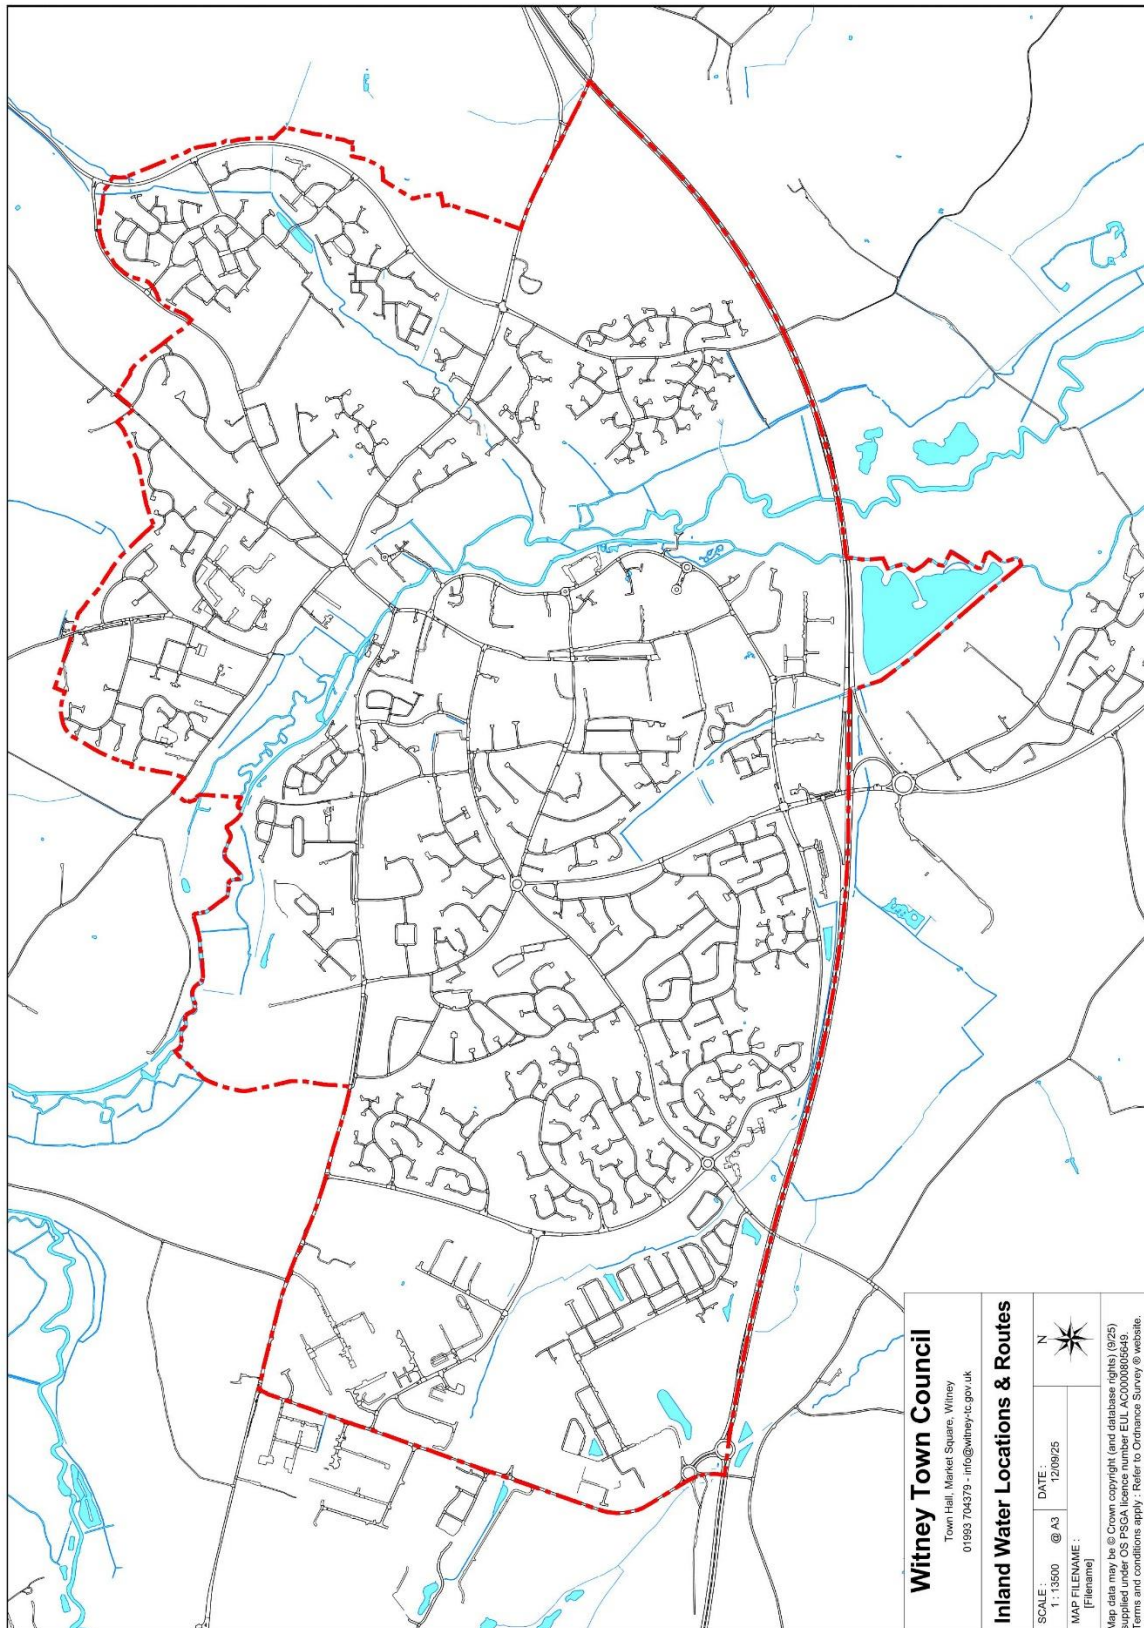 Witney Town Council
Town Hall, Market Square, Witney
01993 704379 - info@witney-tc.gov.uk
Inland Water Locations & Routes
SCALE :
1 : 13500 @ A3
DATE :
12/09/25
N
MAP FILENAME :
[Filename]
Map data may be © Crown copyright (and database rights) (9/25)
supplied under OS PSGA licence number EUL AC0000805649.
Terms and conditions apply : Refer to Ordnance Survey ® website.